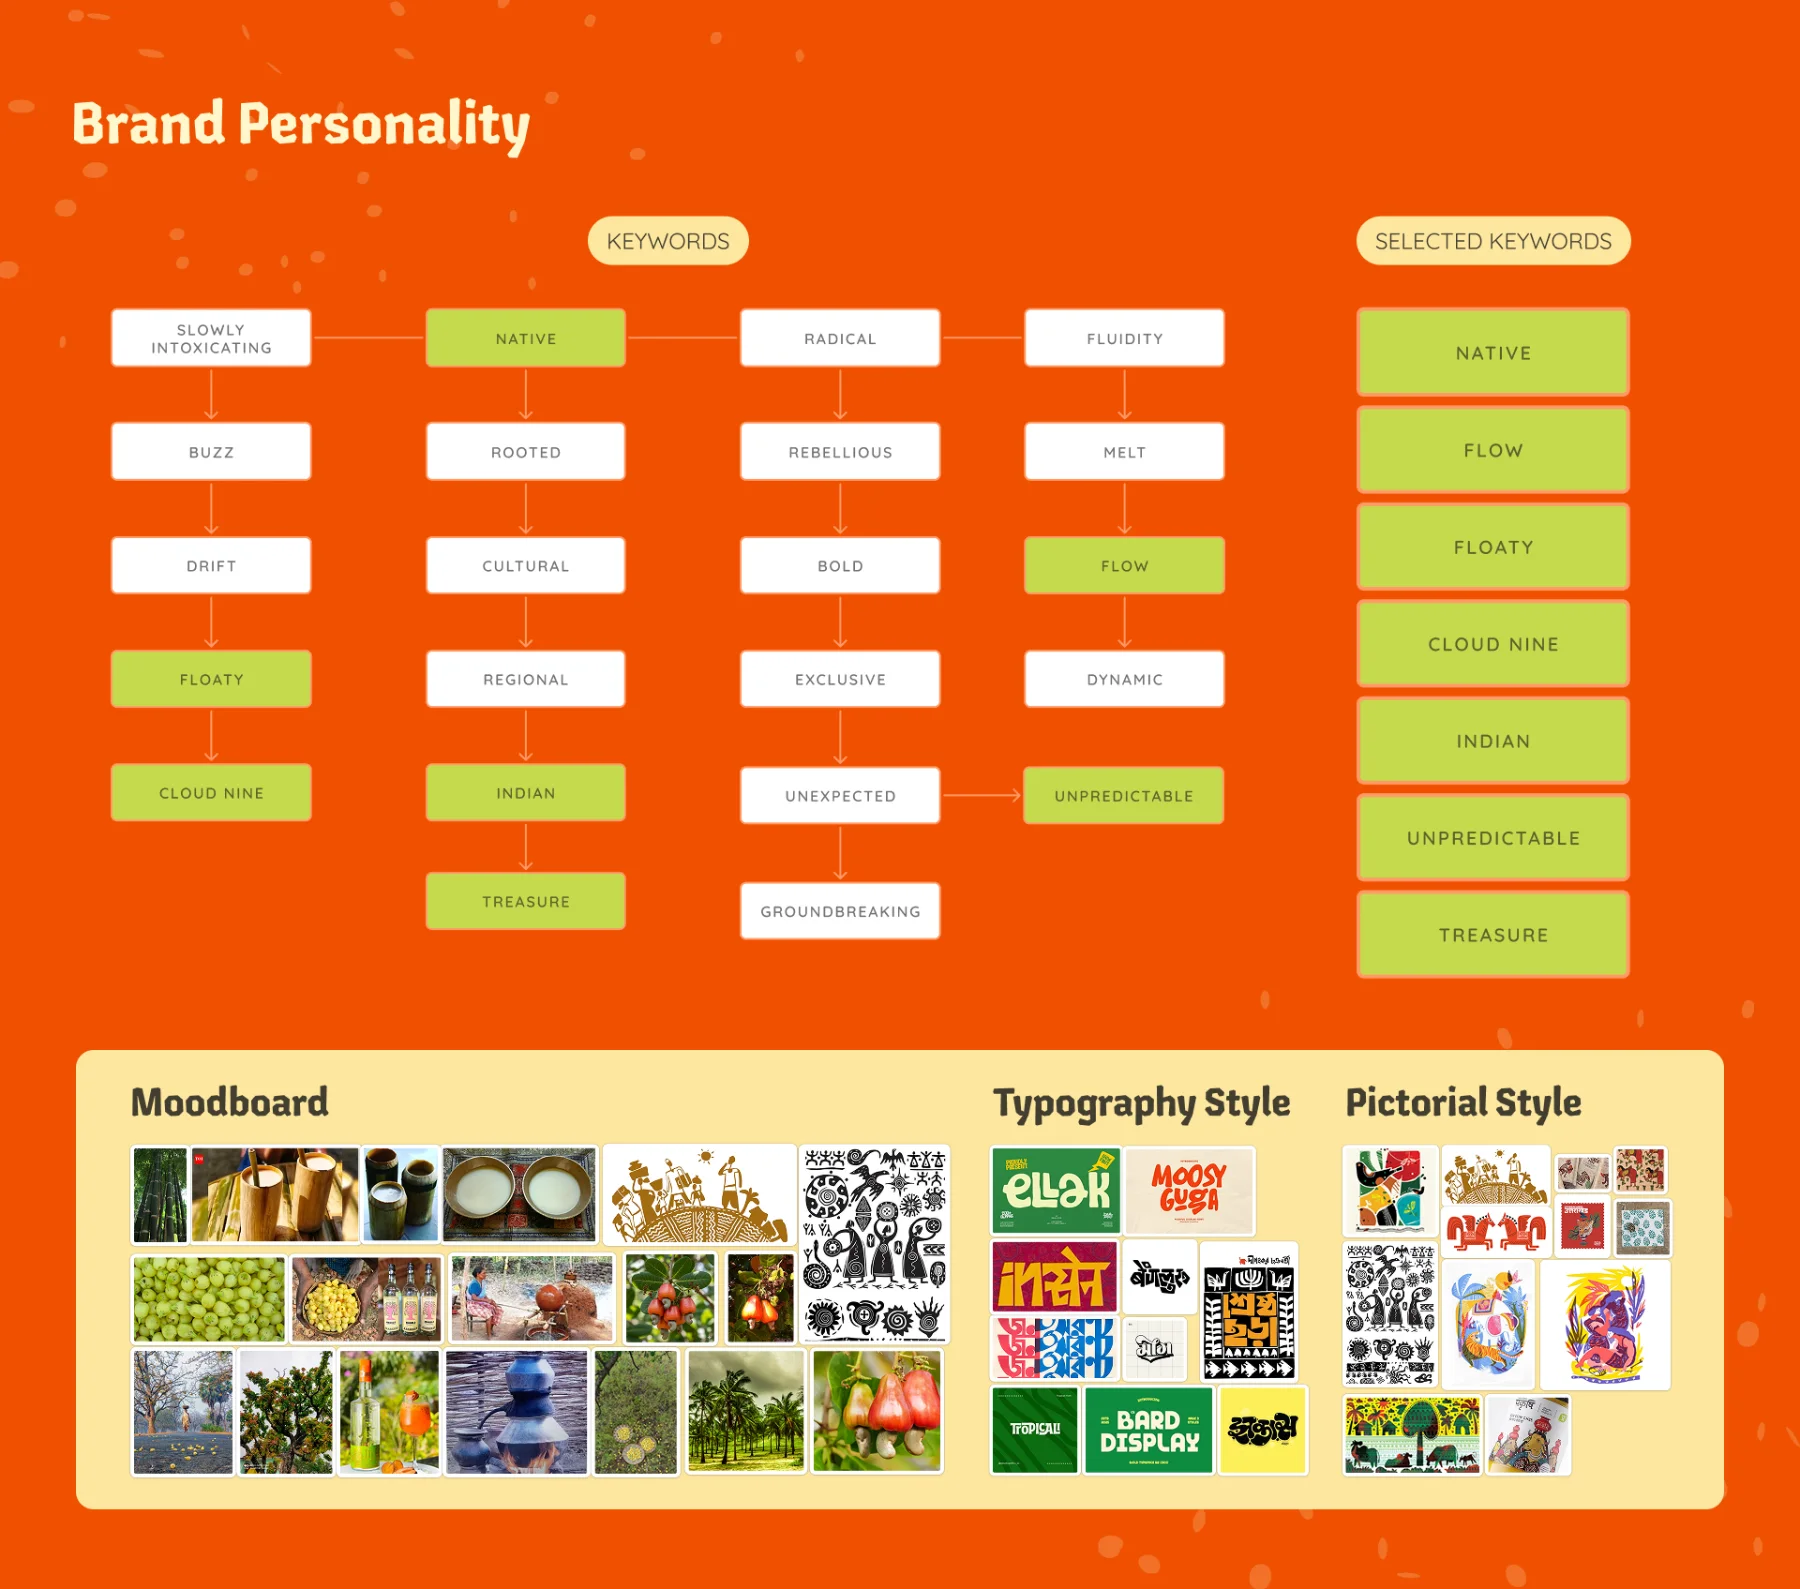 Brand Personality
KEYWORDS
SELECTED KEYWORDS
SLOWLY
INTOXICATING
NATIVE
RADICAL
FLUIDITY
BUZZ
ROOTED
REBELLIOUS
MELT
DRIFT
CULTURAL
BOLD
FLOW
FLOATY
REGIONAL
EXCLUSIVE
DYNAMIC
CLOUD NINE
INDIAN
UNEXPECTED
UNPREDICTABLE
TREASURE
GROUNDBREAKING
NATIVE
FLOW
FLOATY
CLOUD NINE
INDIAN
UNPREDICTABLE
TREASURE
Moodboard
Typography Style
Pictorial Style
ELLaK
MOOSY
GUGA
TROPICALI
BARD
DISPLAY